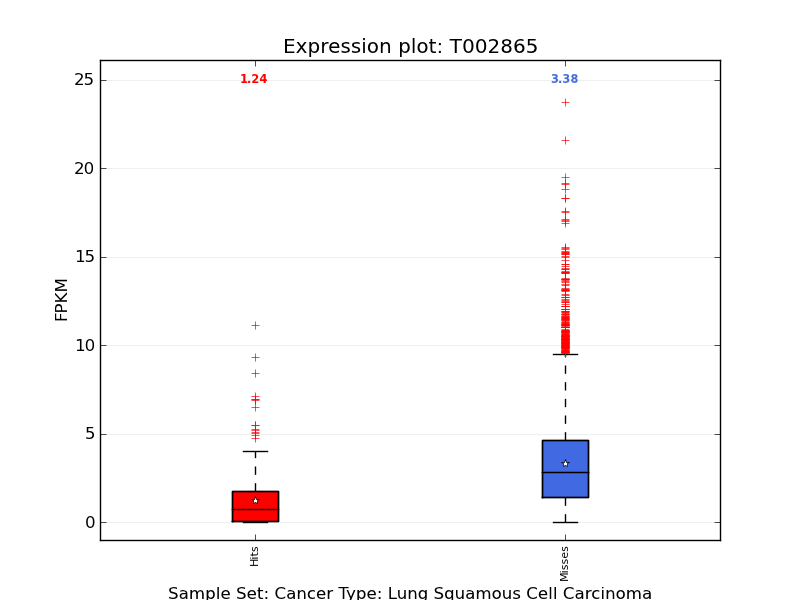 Expression plot: T002865
1.24 3.38
25
20
15
10
5
0
FPKM
Hits
Misses
Sample Set: Cancer Type: Lung Squamous Cell Carcinoma